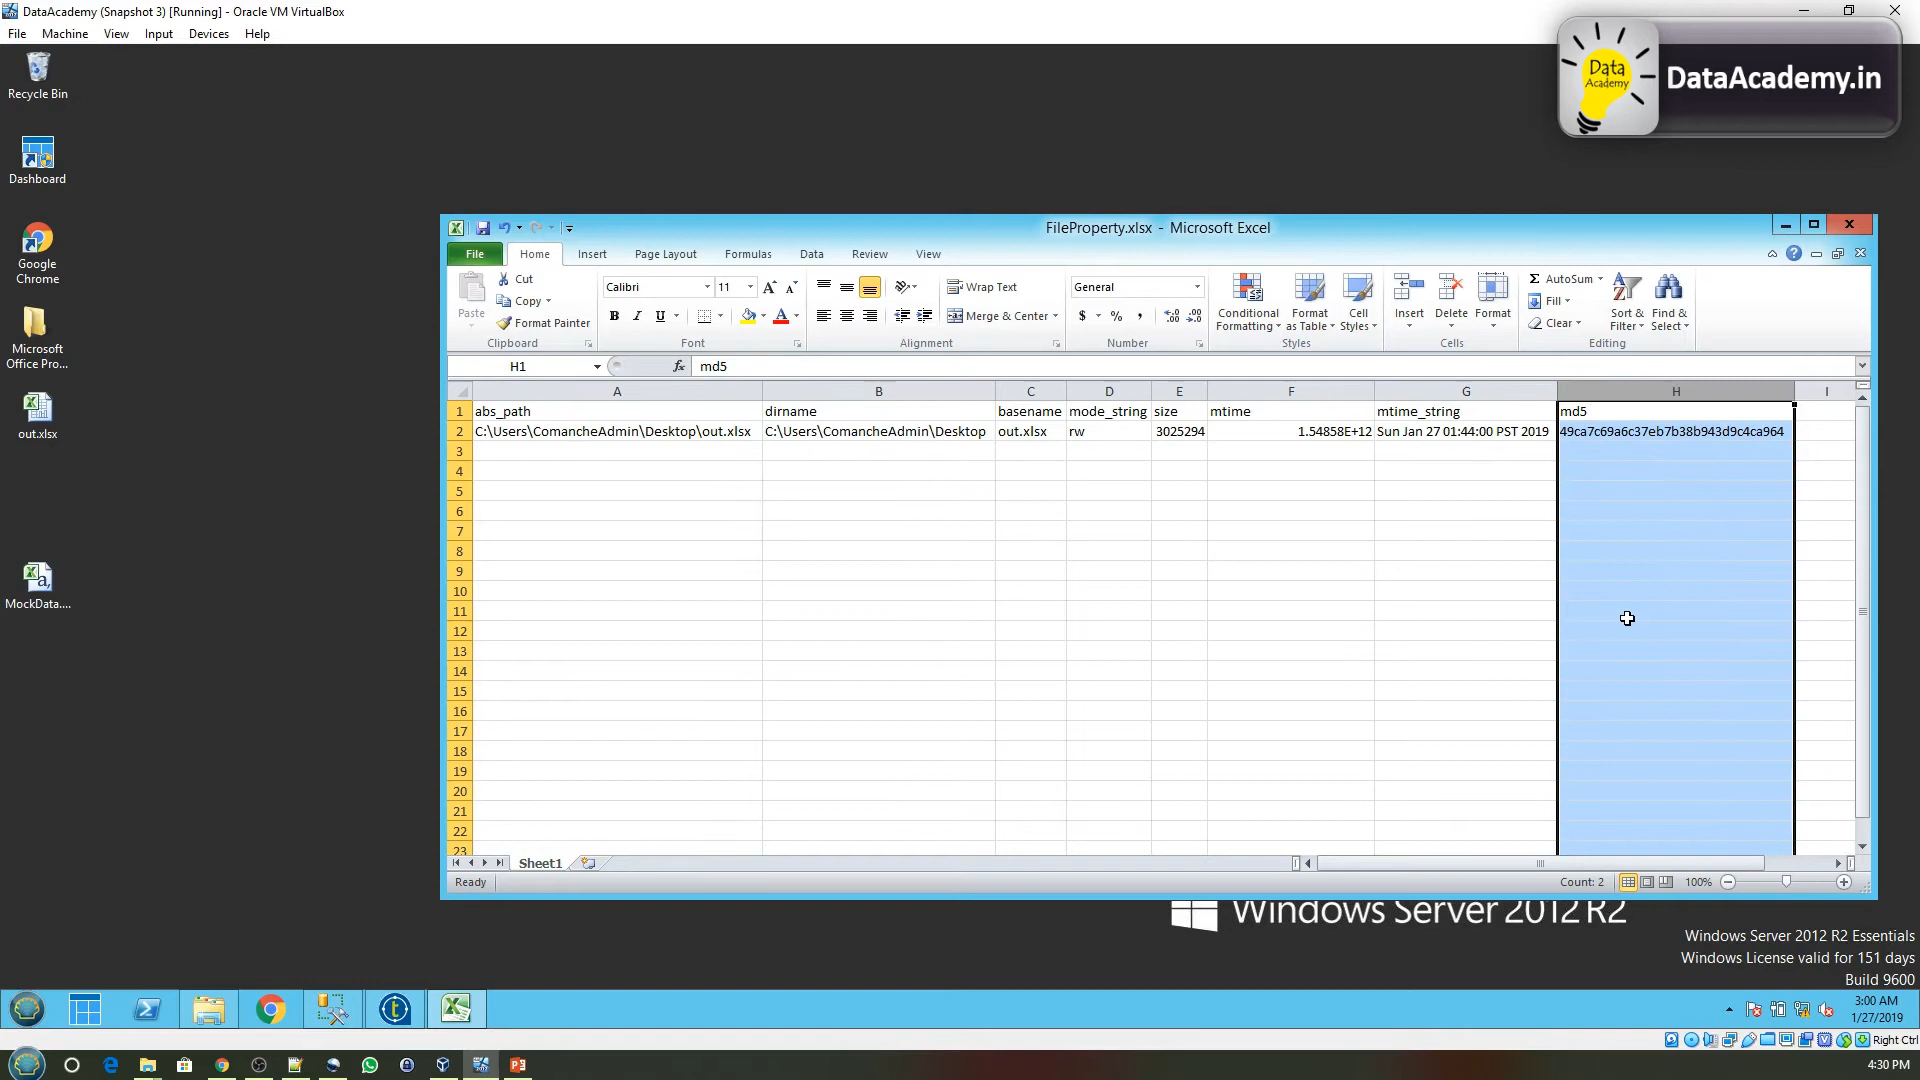 DataAcademy (Snapshot 3) [Running] - Oracle VM VirtualBox
File Machine View Input Devices Help
Data Academy
DataAcademy.in
Recycle Bin
Dashboard
Google Chrome
Microsoft Office Pro...
out.xlsx
MockData....
FileProperty.xlsx - Microsoft Excel
File Home Insert Page Layout Formulas Data Review View
Paste
Cut
Copy
Format Painter
Clipboard
Calibri 11
B I U
Font
Wrap Text
Merge & Center
Alignment
General
$ % ,
Number
Conditional Formatting
Format as Table
Cell Styles
Styles
Insert Delete Format
Cells
AutoSum
Fill
Clear
Sort & Filter
Find & Select
Editing
H1 fx md5
A B C D E F G H I
1 abs_path dirname basename mode_string size mtime mtime_string md5
2 C:\Users\ComancheAdmin\Desktop\out.xlsx C:\Users\ComancheAdmin\Desktop out.xlsx rw 3025294 1.54858E+12 Sun Jan 27 01:44:00 PST 2019 49ca7c69a6c37eb7b38b943d9c4ca964
3
4
5
6
7
8
9
10
11
12
13
14
15
16
17
18
19
20
21
22
23
Sheet1
Ready Count: 2 100%
Windows Server 2012 R2
Windows Server 2012 R2 Essentials
Windows License valid for 151 days
Build 9600
3:00 AM
1/27/2019
Right Ctrl
4:30 PM